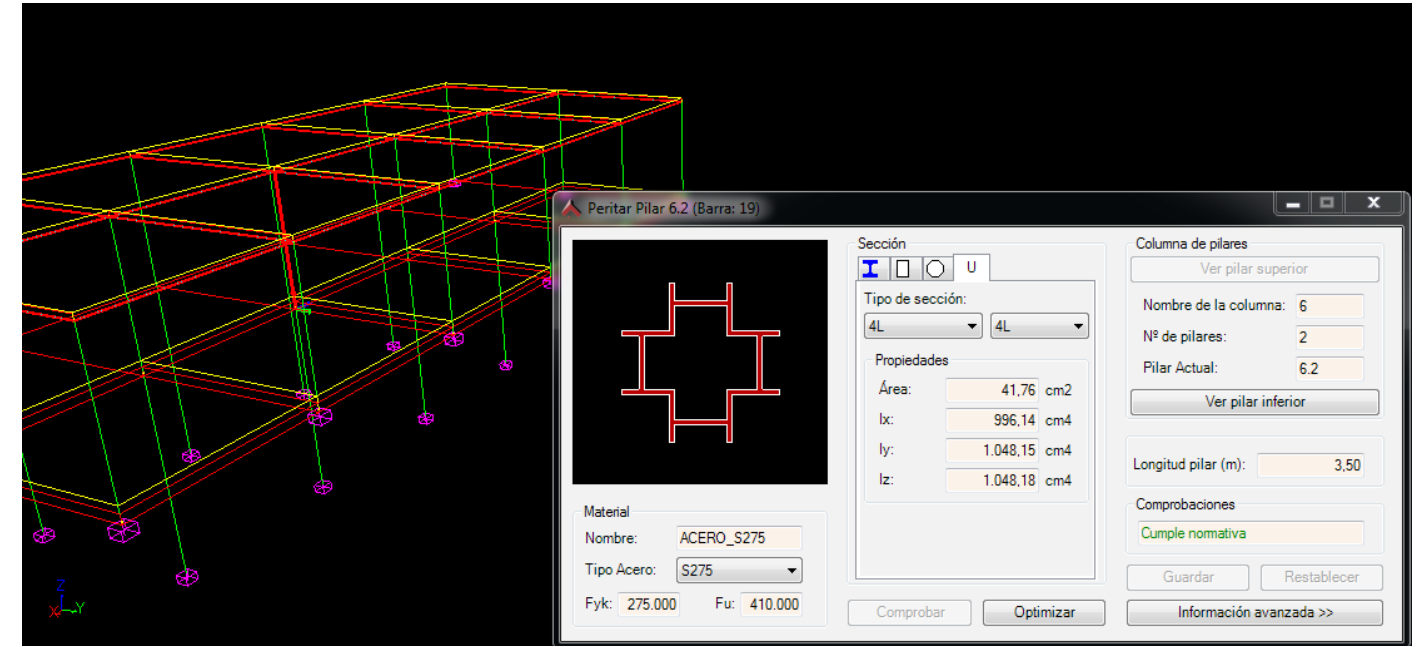 Peritar Pilar 6.2 (Barra: 19)
Sección
U
Tipo de sección:
4L 4L
Propiedades
Área: 41,76 cm2
Ix: 996,14 cm4
Iy: 1.048,15 cm4
Iz: 1.048,18 cm4
Material
Nombre: ACERO_S275
Tipo Acero: S275
Fyk: 275.000 Fu: 410.000
Comprobar Optimizar
Columna de pilares
Ver pilar superior
Nombre de la columna: 6
Nº de pilares: 2
Pilar Actual: 6.2
Ver pilar inferior
Longitud pilar (m): 3,50
Comprobaciones
Cumple normativa
Guardar Restablecer
Información avanzada >>
Z
X Y